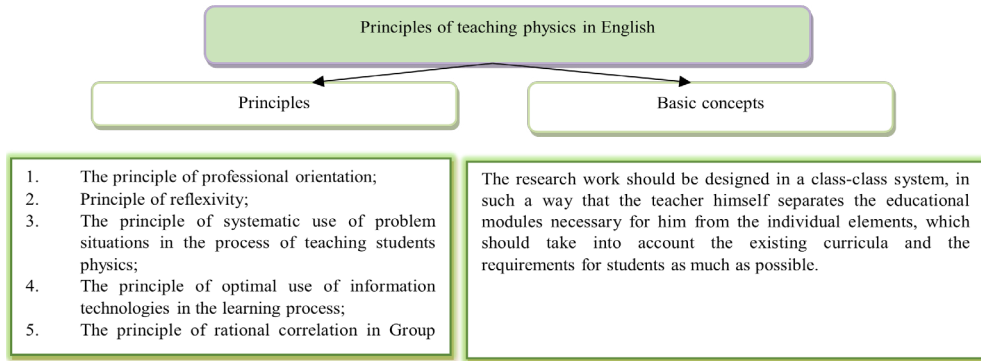 Principles of teaching physics in English
Principles
Basic concepts
1. The principle of professional orientation;
2. Principle of reflexivity;
3. The principle of systematic use of problem
situations in the process of teaching students
physics;
4. The principle of optimal use of information
technologies in the learning process;
5. The principle of rational correlation in Group
The research work should be designed in a class-class system, in
such a way that the teacher himself separates the educational
modules necessary for him from the individual elements, which
should take into account the existing curricula and the
requirements for students as much as possible.